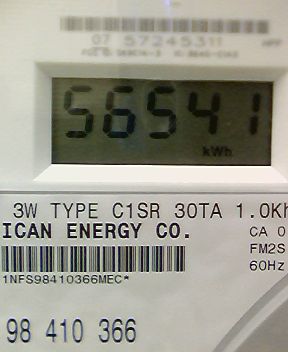 07 57245311
56541
kWh
3W TYPE C1SR 30TA 1.0Kh
ICAN ENERGY CO.
CA 0
FM2S
60Hz
1NFS98410366MEC*
98 410 366